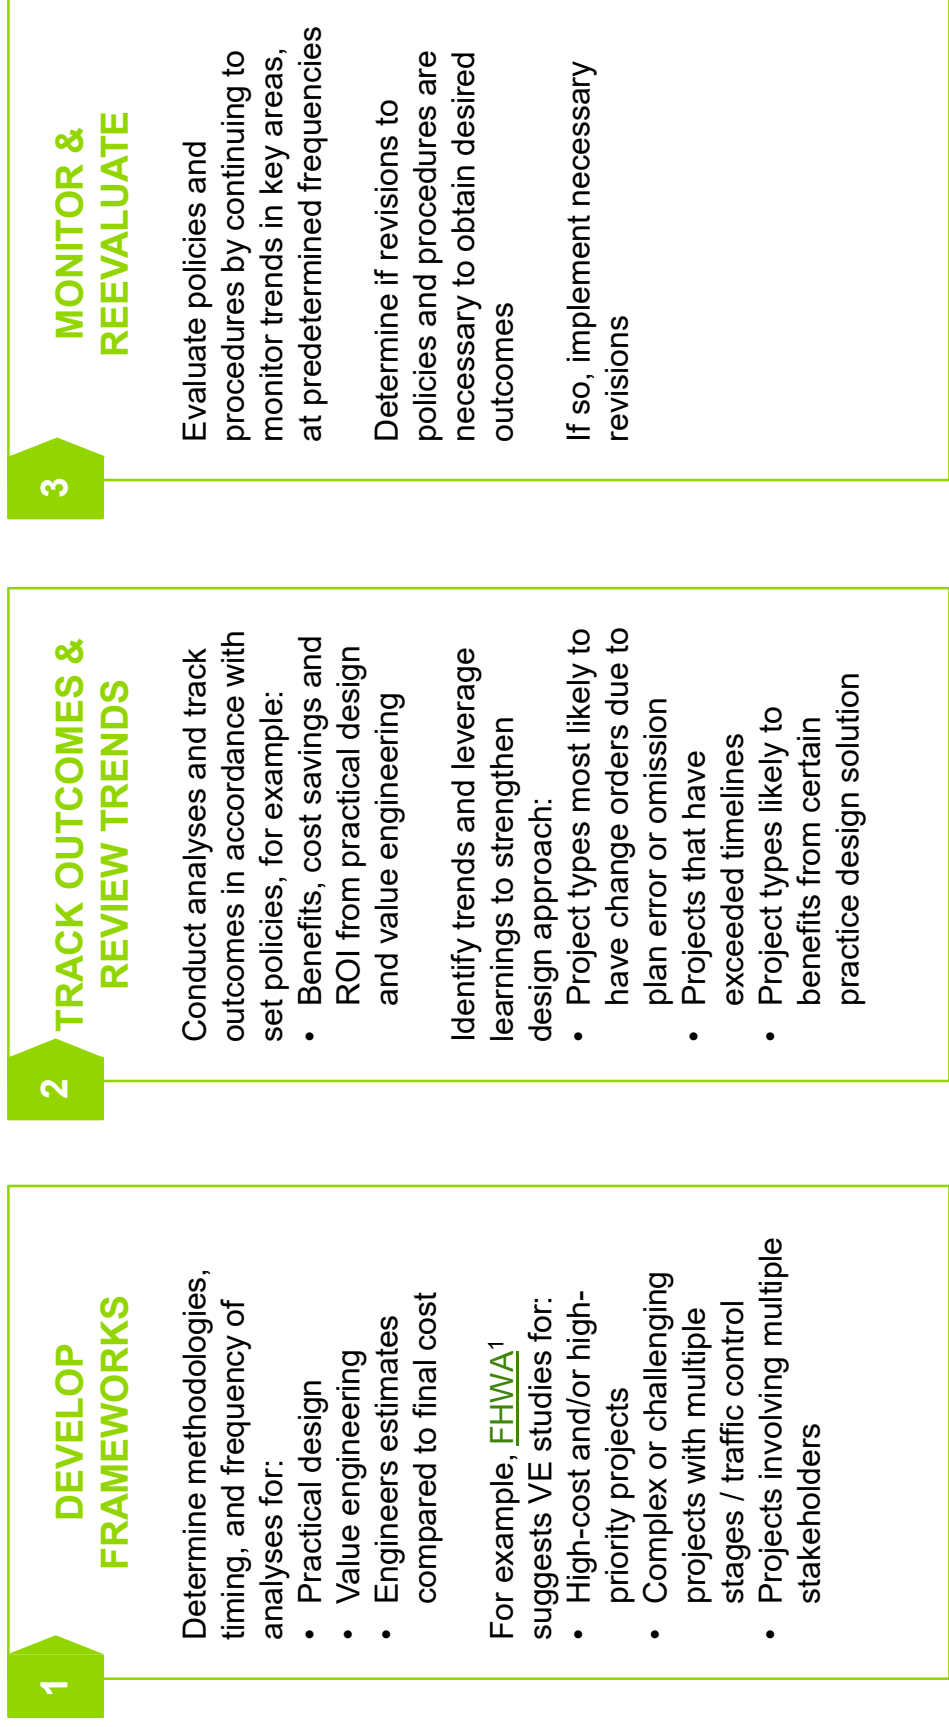 1
DEVELOP
FRAMEWORKS
Determine methodologies,
timing, and frequency of
analyses for:
• Practical design
• Value engineering
• Engineers estimates
compared to final cost
For example, FHWA¹
suggests VE studies for:
• High-cost and/or high-
priority projects
• Complex or challenging
projects with multiple
stages / traffic control
• Projects involving multiple
stakeholders
2
TRACK OUTCOMES &
REVIEW TRENDS
Conduct analyses and track
outcomes in accordance with
set policies, for example:
• Benefits, cost savings and
ROI from practical design
and value engineering
Identify trends and leverage
learnings to strengthen
design approach:
• Project types most likely to
have change orders due to
plan error or omission
• Projects that have
exceeded timelines
• Project types likely to
benefits from certain
practice design solution
3
MONITOR &
REEVALUATE
Evaluate policies and
procedures by continuing to
monitor trends in key areas,
at predetermined frequencies
Determine if revisions to
policies and procedures are
necessary to obtain desired
outcomes
If so, implement necessary
revisions